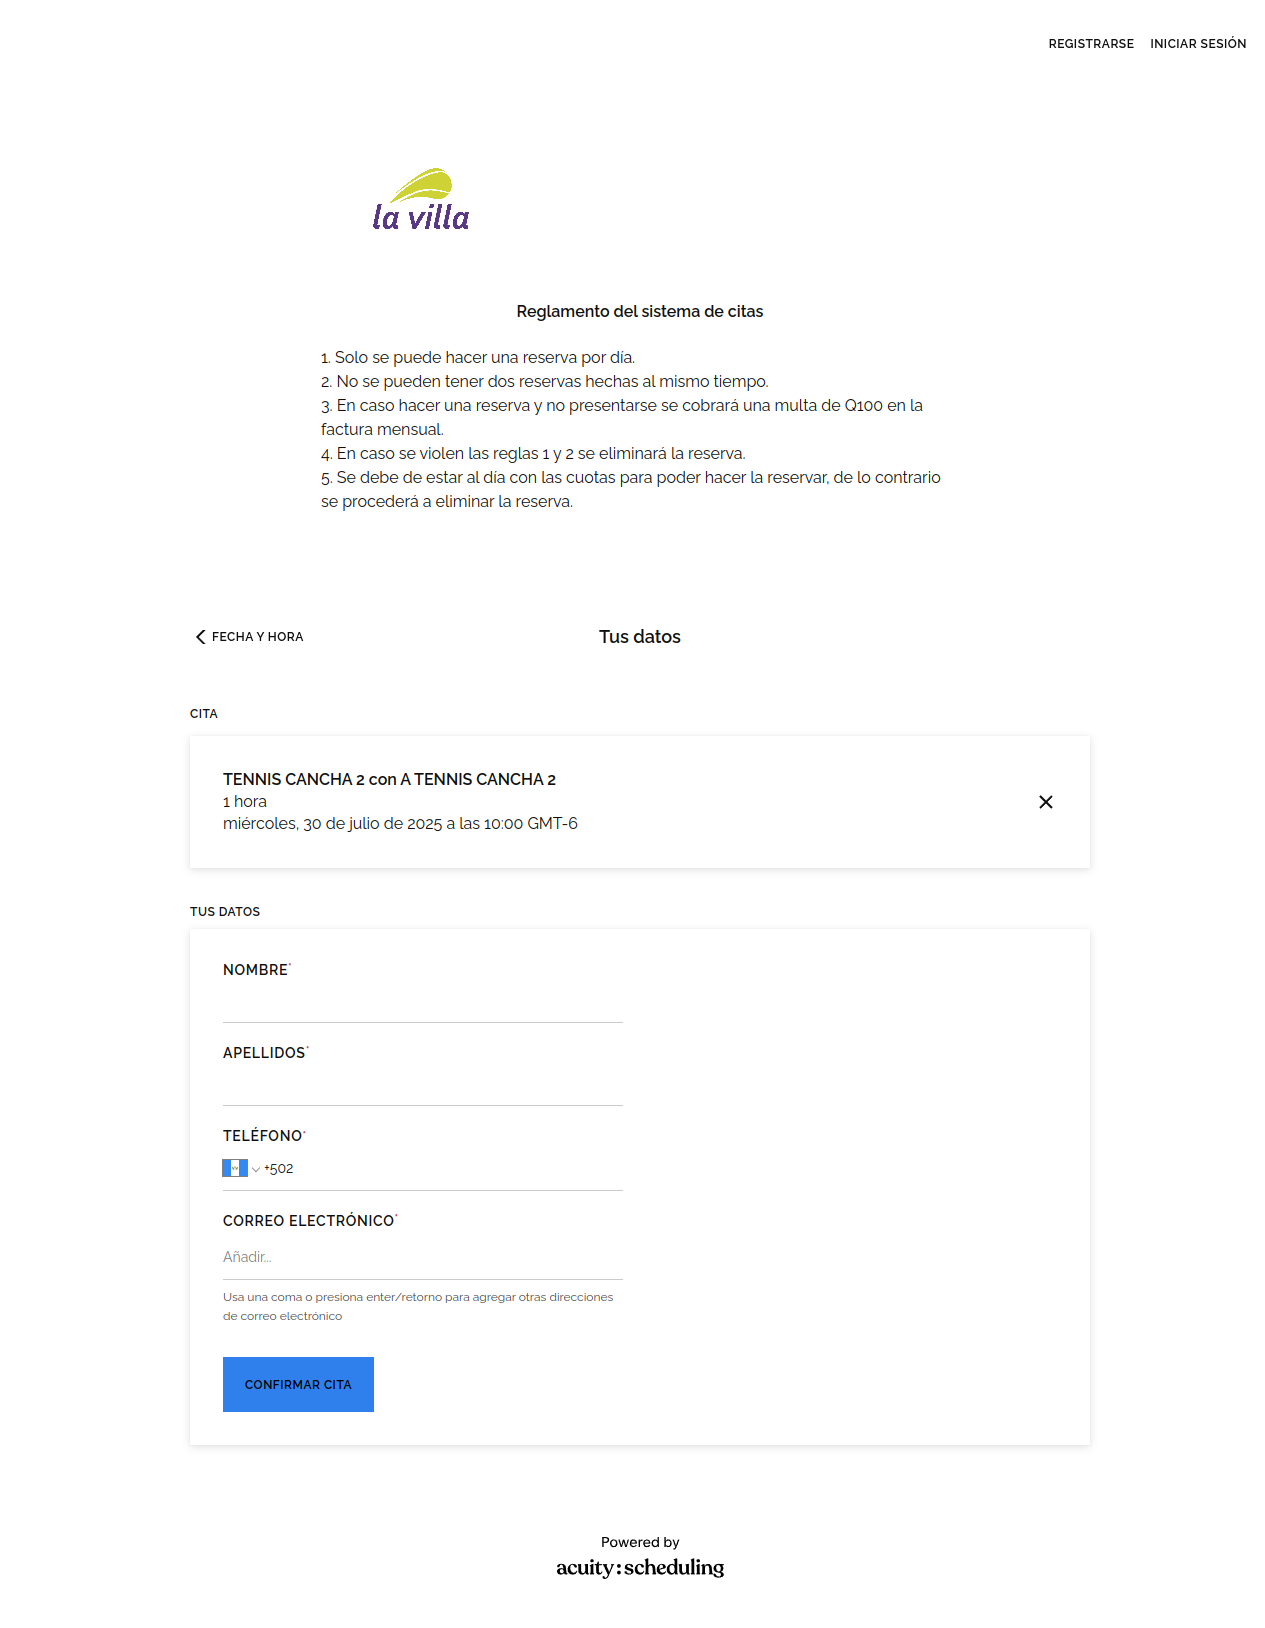 REGISTRARSE INICIAR SESIÓN
la villa
Reglamento del sistema de citas
1. Solo se puede hacer una reserva por día.
2. No se pueden tener dos reservas hechas al mismo tiempo.
3. En caso hacer una reserva y no presentarse se cobrará una multa de Q100 en la
factura mensual.
4. En caso se violen las reglas 1 y 2 se eliminará la reserva.
5. Se debe de estar al día con las cuotas para poder hacer la reservar, de lo contrario
se procederá a eliminar la reserva.
FECHA Y HORA
Tus datos
CITA
TENNIS CANCHA 2 con A TENNIS CANCHA 2
1 hora
miércoles, 30 de julio de 2025 a las 10:00 GMT-6
TUS DATOS
NOMBRE*
APELLIDOS*
TELÉFONO*
+502
CORREO ELECTRÓNICO*
Añadir...
Usa una coma o presiona enter/retorno para agregar otras direcciones
de correo electrónico
CONFIRMAR CITA
Powered by
acuity:scheduling